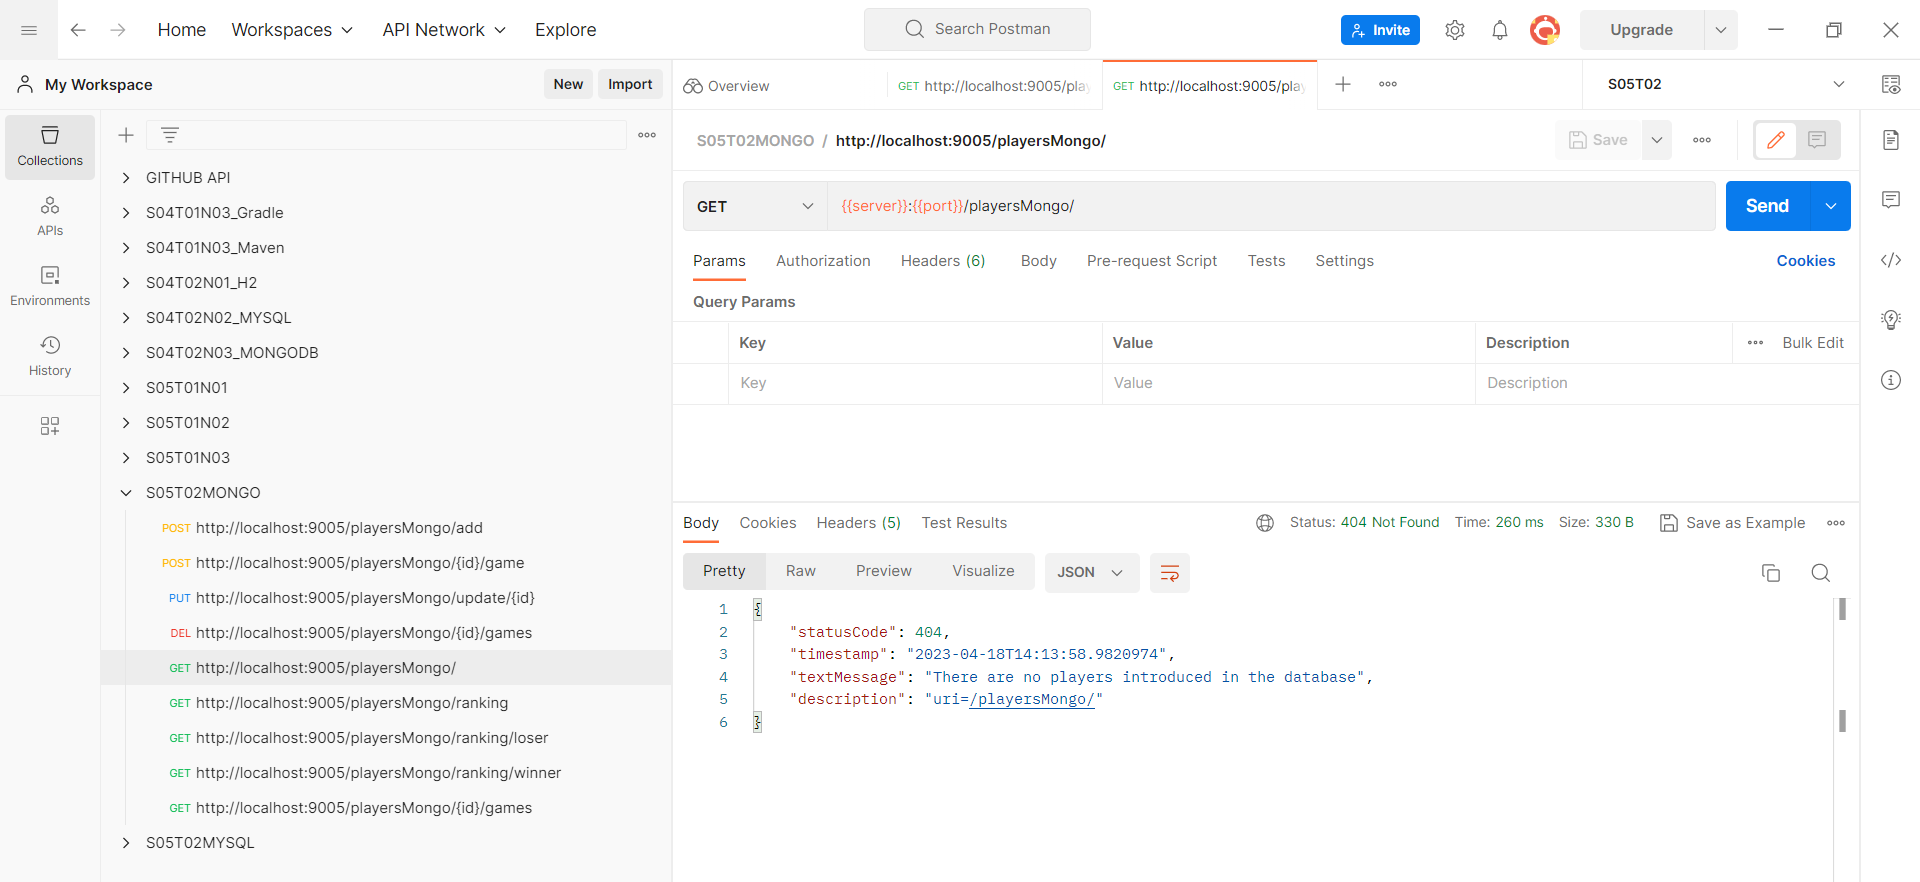 Home Workspaces API Network Explore Search Postman Invite Upgrade
My Workspace New Import
Overview GET http://localhost:9005/pla GET http://localhost:9005/play S05T02
Collections
APIs
Environments
History
GITHUB API
S04T01N03_Gradle
S04T01N03_Maven
S04T02N01_H2
S04T02N02_MYSQL
S04T02N03_MONGODB
S05T01N01
S05T01N02
S05T01N03
S05T02MONGO
POST http://localhost:9005/playersMongo/add
POST http://localhost:9005/playersMongo/{id}/game
PUT http://localhost:9005/playersMongo/update/{id}
DEL http://localhost:9005/playersMongo/{id}/games
GET http://localhost:9005/playersMongo/
GET http://localhost:9005/playersMongo/ranking
GET http://localhost:9005/playersMongo/ranking/loser
GET http://localhost:9005/playersMongo/ranking/winner
GET http://localhost:9005/playersMongo/{id}/games
S05T02MYSQL
S05T02MONGO / http://localhost:9005/playersMongo/ Save
GET {{server}}:{{port}}/playersMongo/ Send
Params Authorization Headers (6) Body Pre-request Script Tests Settings Cookies
Query Params
Key Value Description Bulk Edit
Key Value Description
Body Cookies Headers (5) Test Results Status: 404 Not Found Time: 260 ms Size: 330 B Save as Example
Pretty Raw Preview Visualize JSON
1 {
2 "statusCode": 404,
3 "timestamp": "2023-04-18T14:13:58.9820974",
4 "textMessage": "There are no players introduced in the database",
5 "description": "uri=/playersMongo/"
6 }